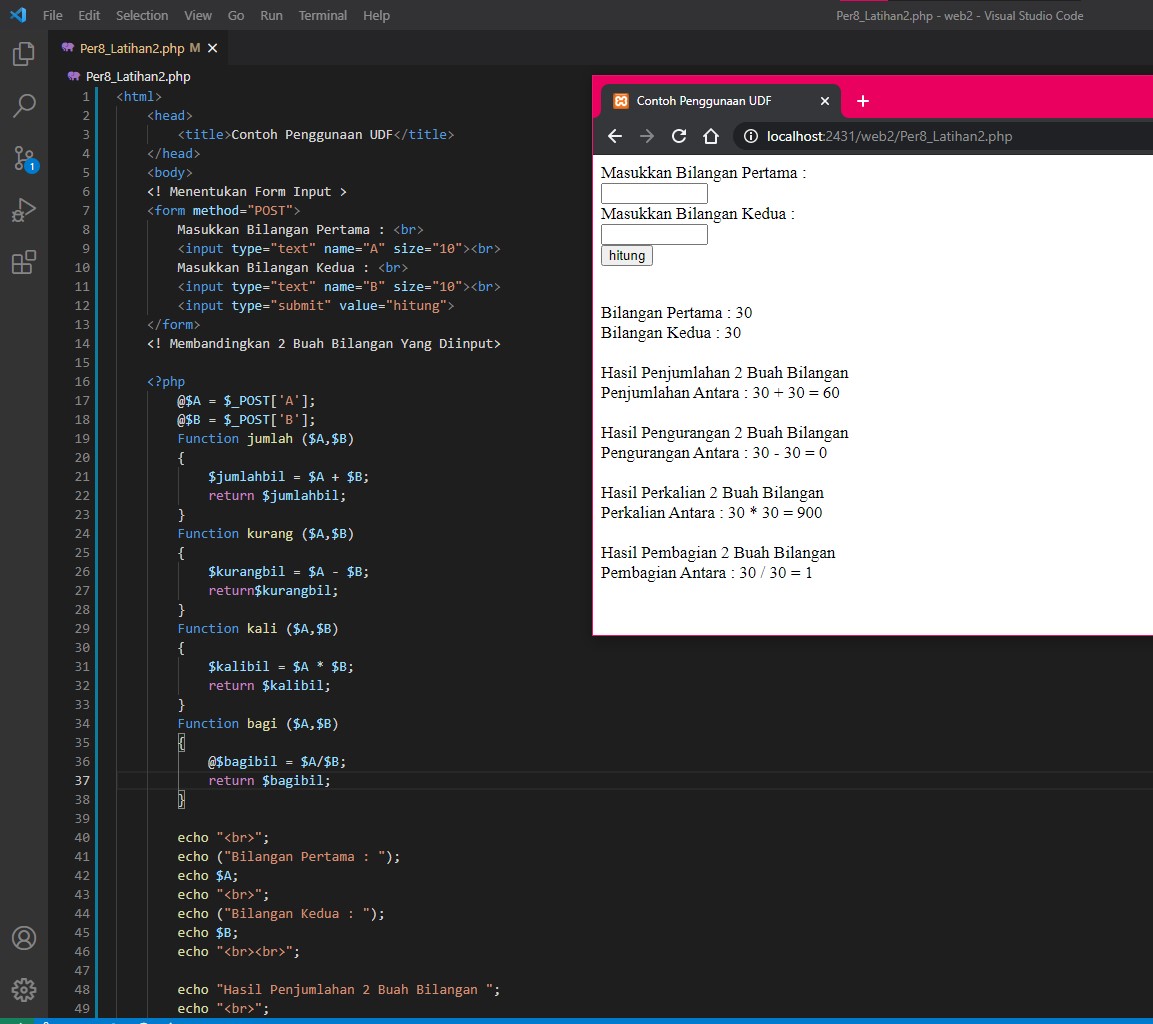 File Edit Selection View Go Run Terminal Help
Per8_Latihan2.php - web2 - Visual Studio Code
Per8_Latihan2.php M
Per8_Latihan2.php
1 <html>
2 <head>
3 <title>Contoh Penggunaan UDF</title>
4 </head>
5 <body>
6 <! Menentukan Form Input >
7 <form method="POST">
8 Masukkan Bilangan Pertama : <br>
9 <input type="text" name="A" size="10"><br>
10 Masukkan Bilangan Kedua : <br>
11 <input type="text" name="B" size="10"><br>
12 <input type="submit" value="hitung">
13 </form>
14 <! Membandingkan 2 Buah Bilangan Yang Diinput>
15
16 <?php
17 @$A = $_POST['A'];
18 @$B = $_POST['B'];
19 Function jumlah ($A,$B)
20 {
21 $jumlahbil = $A + $B;
22 return $jumlahbil;
23 }
24 Function kurang ($A,$B)
25 {
26 $kurangbil = $A - $B;
27 return$kurangbil;
28 }
29 Function kali ($A,$B)
30 {
31 $kalibil = $A * $B;
32 return $kalibil;
33 }
34 Function bagi ($A,$B)
35 {
36 @$bagibil = $A/$B;
37 return $bagibil;
38 }
39
40 echo "<br>";
41 echo ("Bilangan Pertama : ");
42 echo $A;
43 echo "<br>";
44 echo ("Bilangan Kedua : ");
45 echo $B;
46 echo "<br><br>";
47
48 echo "Hasil Penjumlahan 2 Buah Bilangan ";
49 echo "<br>";
1
Contoh Penggunaan UDF
localhost:2431/web2/Per8_Latihan2.php
Masukkan Bilangan Pertama :
Masukkan Bilangan Kedua :
hitung
Bilangan Pertama : 30
Bilangan Kedua : 30
Hasil Penjumlahan 2 Buah Bilangan
Penjumlahan Antara : 30 + 30 = 60
Hasil Pengurangan 2 Buah Bilangan
Pengurangan Antara : 30 - 30 = 0
Hasil Perkalian 2 Buah Bilangan
Perkalian Antara : 30 * 30 = 900
Hasil Pembagian 2 Buah Bilangan
Pembagian Antara : 30 / 30 = 1